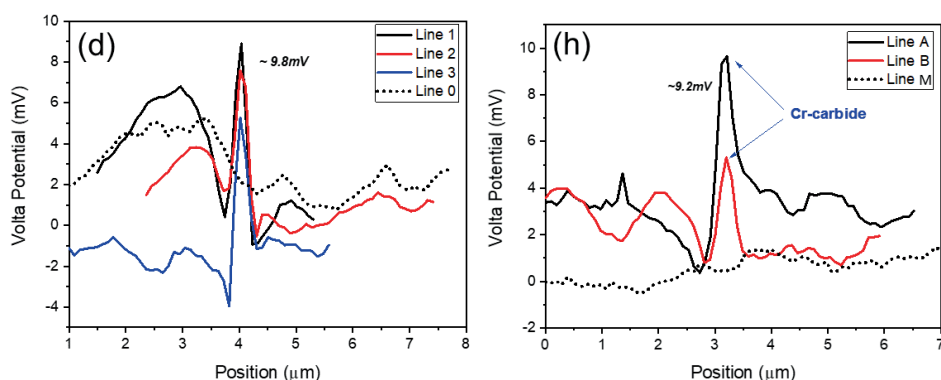 (d)
~ 9.8mV
Line 1
Line 2
Line 3
Line 0
10
8
6
4
2
0
-2
-4
Volta Potential (mV)
1 2 3 4 5 6 7 8
Position (μm)
(h)
~9.2mV
Line A
Line B
Line M
Cr-carbide
10
8
6
4
2
0
-2
Volta Potential (mV)
0 1 2 3 4 5 6 7
Position (μm)